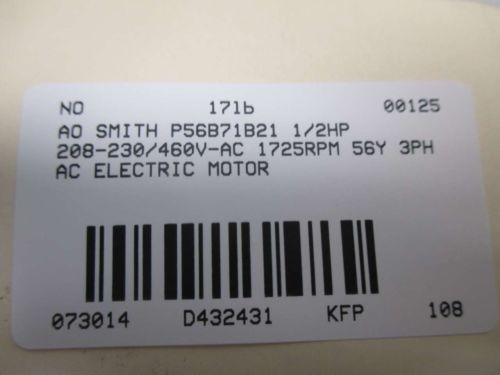 NO 17lb 00125
AO SMITH P56B71B21 1/2HP
208-230/460V-AC 1725RPM 56Y 3PH
AC ELECTRIC MOTOR
073014 D432431 KFP 108